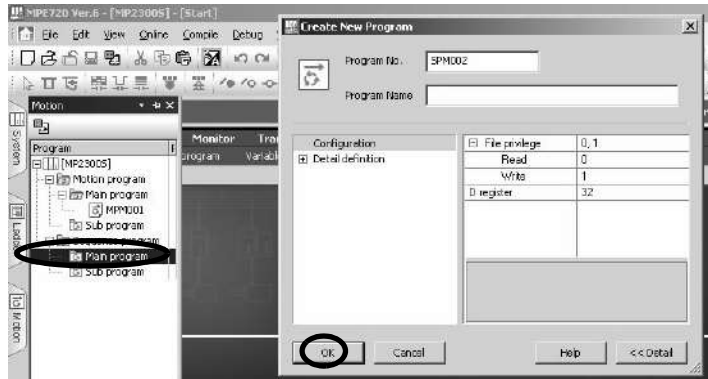 MPE720 Ver.6 - [MP2300S] - [Start]
File Edit View Online Compile Debug
Motion
Program
[MP2300S]
Motion program
Main program
MPM001
Sub program
Sequence program
Main program
Sub program
System
Ladder
Motion
Monitor
program
Create New Program
Program No. SPM002
Program Name
Configuration
Detail definition
File privilege 0, 1
Read 0
Write 1
D register 32
OK Cancel Help << Detail